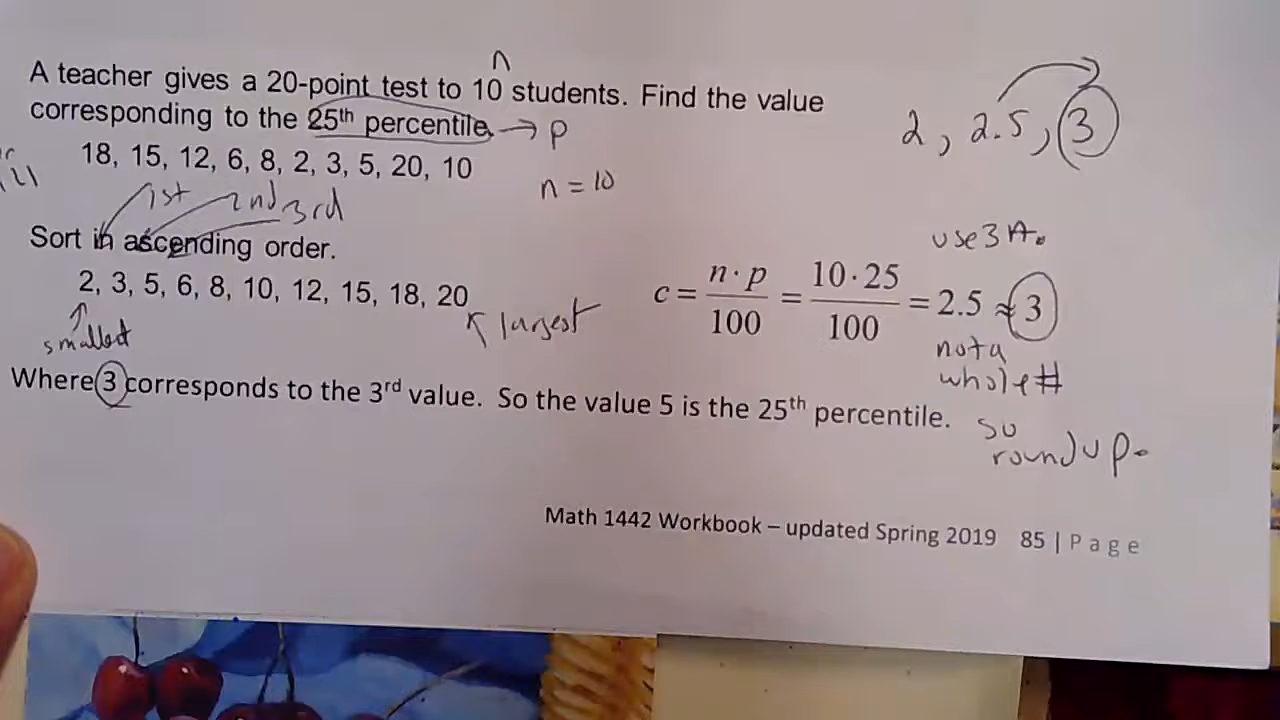 n
A teacher gives a 20-point test to 10 students. Find the value
corresponding to the 25th percentile. → p
2, 2.5, 3
18, 15, 12, 6, 8, 2, 3, 5, 20, 10
n = 10
1st 2nd 3rd
Sort in ascending order.
use 3A.
2, 3, 5, 6, 8, 10, 12, 15, 18, 20
c = n · p / 100 = 10 · 25 / 100 = 2.5 ≈ 3
smallest
largest
not a
whole #
Where 3 corresponds to the 3rd value. So the value 5 is the 25th percentile.
so
round up.
Math 1442 Workbook – updated Spring 2019 85 | Page